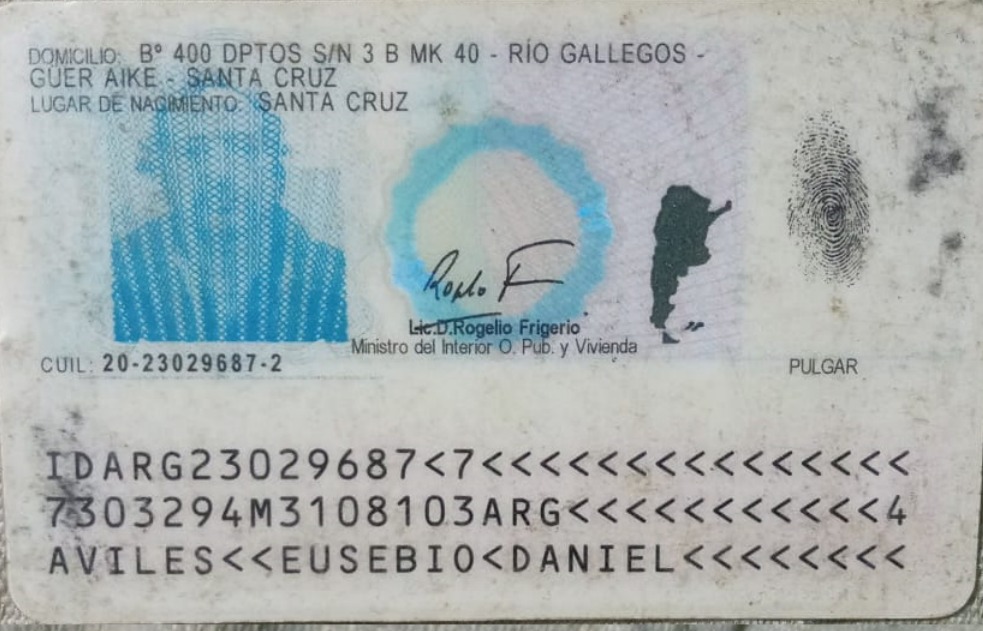 DOMICILIO: Bº 400 DPTOS S/N 3 B MK 40 - RÍO GALLEGOS -
GUER AIKE - SANTA CRUZ
LUGAR DE NACIMIENTO: SANTA CRUZ
Lic.D.Rogelio Frigerio
Ministro del Interior O. Pub. y Vivienda
CUIL: 20-23029687-2
PULGAR
IDARG23029687<7<<<<<<<<<<<<<<<
7303294M3108103ARG<<<<<<<<<<<4
AVILES<<EUSEBIO<DANIEL<<<<<<<<